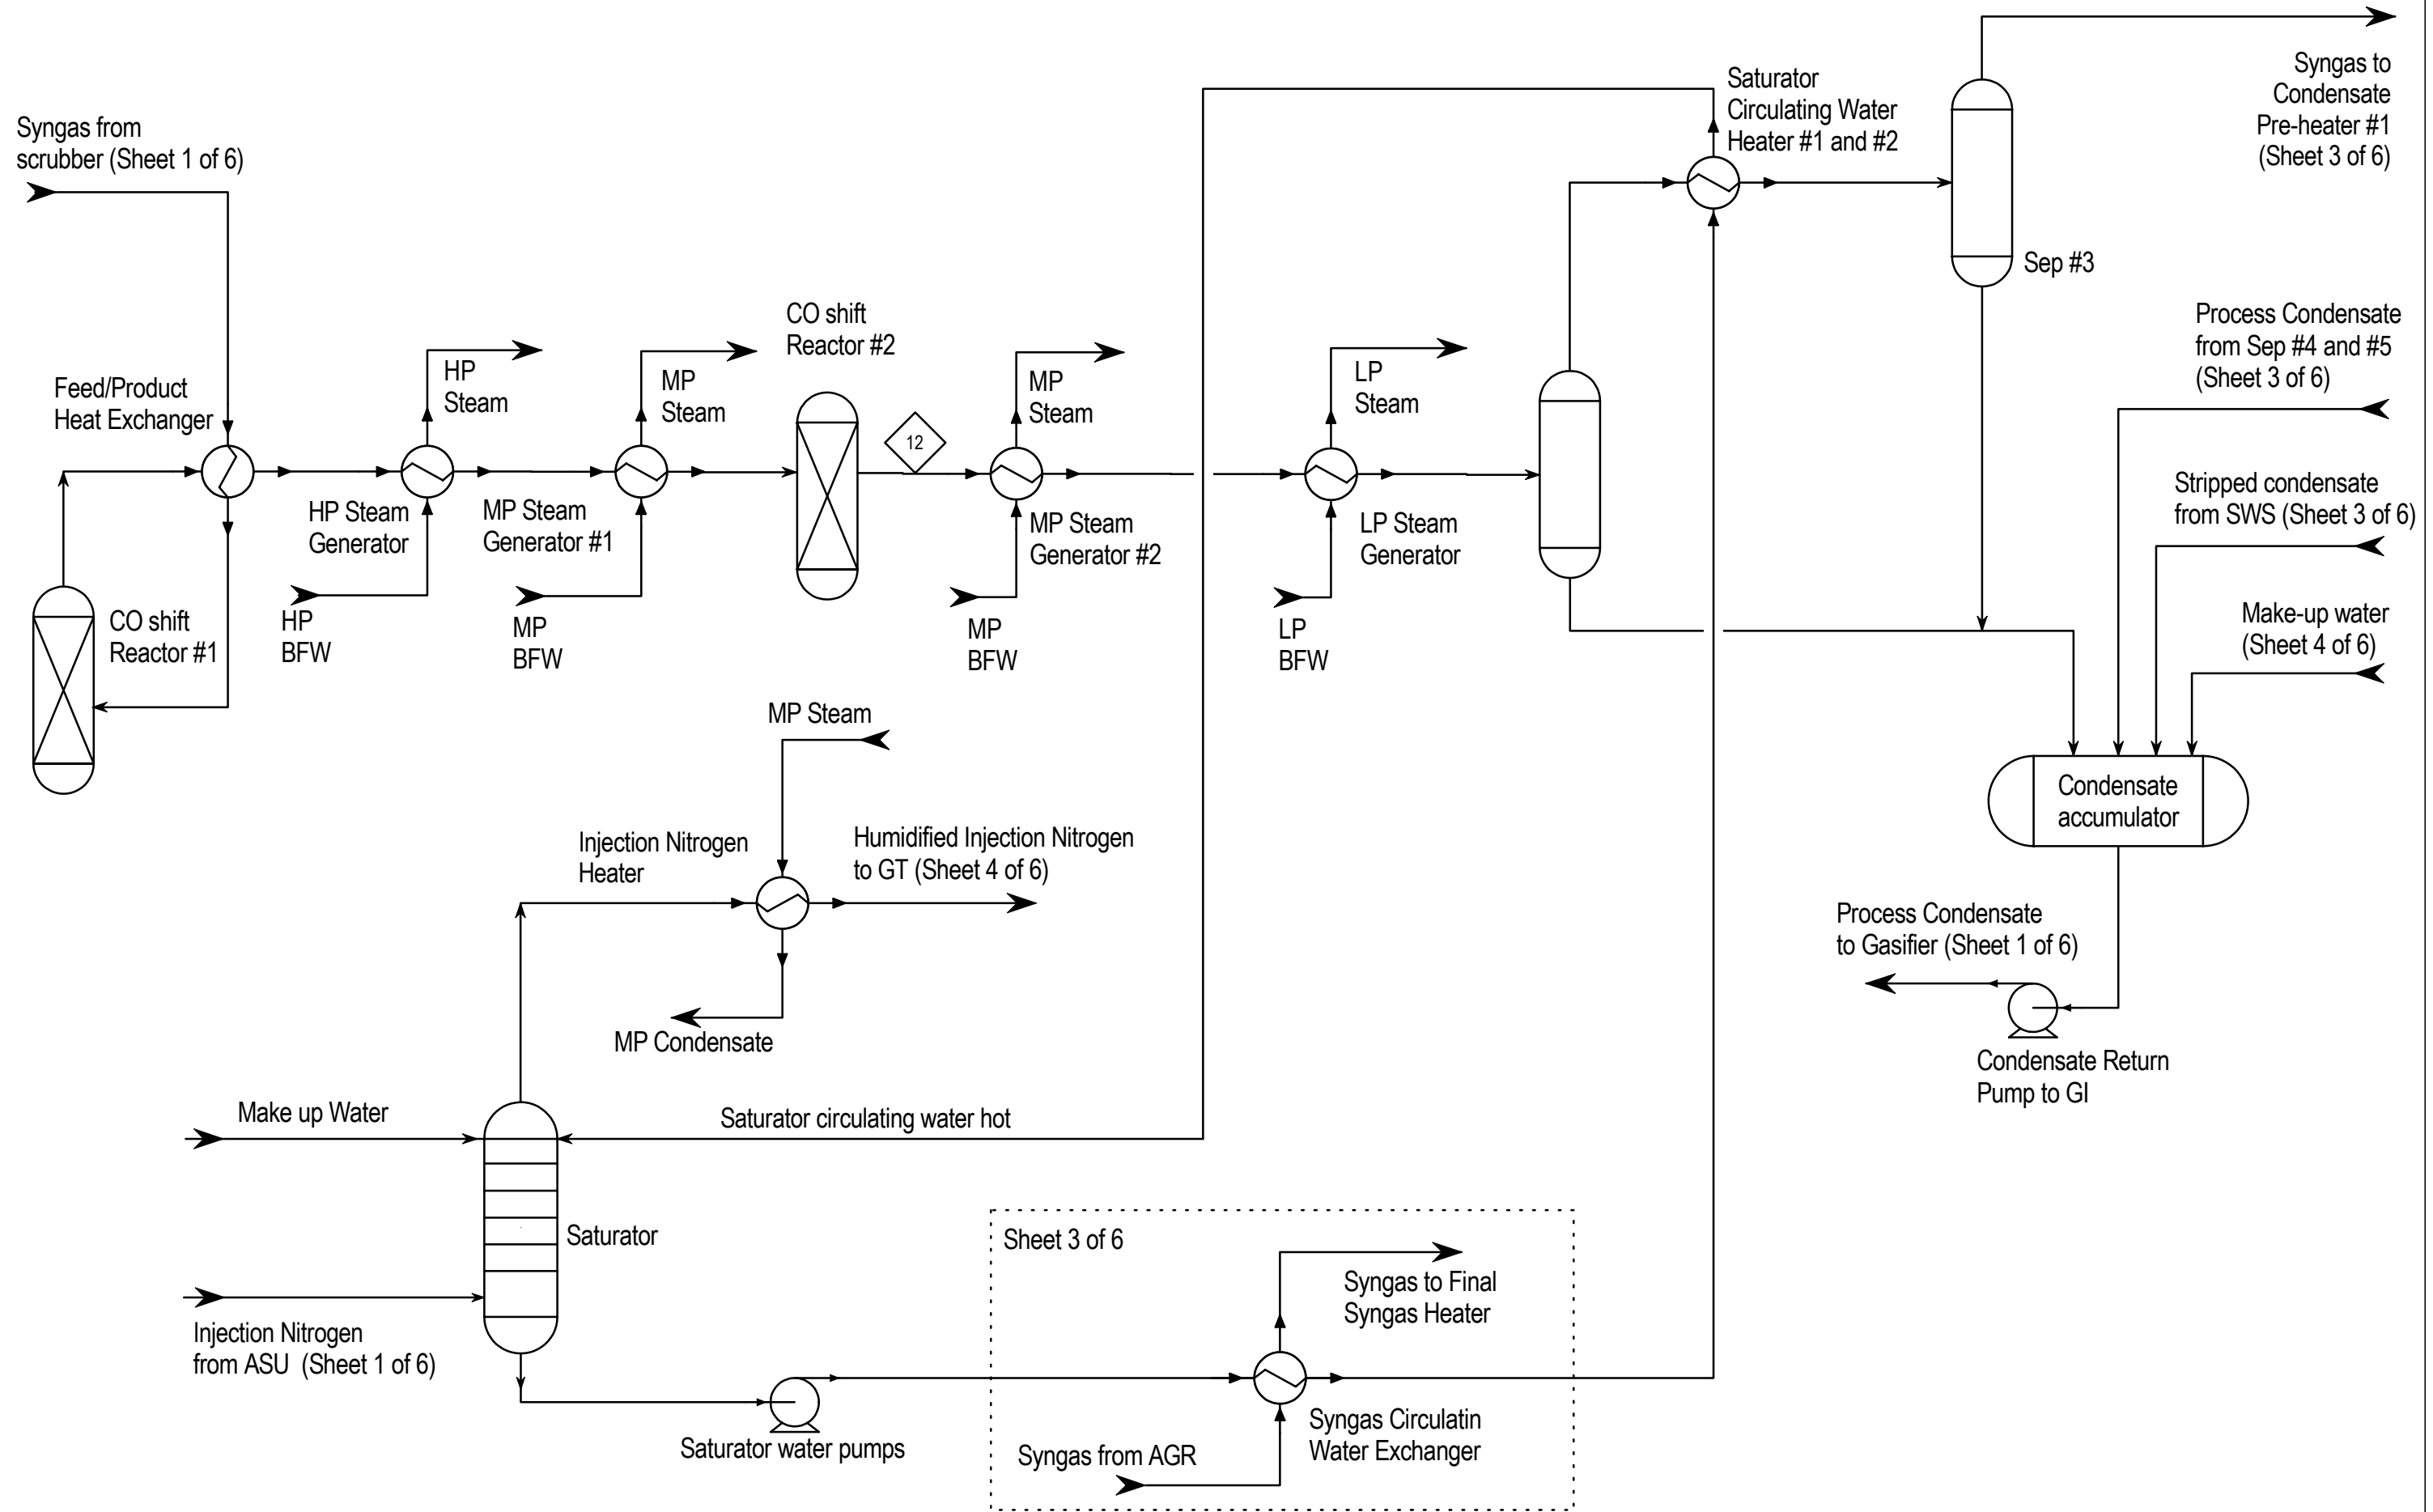 Syngas from
scrubber (Sheet 1 of 6)
Saturator
Circulating Water
Heater #1 and #2
Syngas to
Condensate
Pre-heater #1
(Sheet 3 of 6)
Sep #3
Feed/Product
Heat Exchanger
HP
Steam
MP
Steam
CO shift
Reactor #2
12
MP
Steam
LP
Steam
Process Condensate
from Sep #4 and #5
(Sheet 3 of 6)
Stripped condensate
from SWS (Sheet 3 of 6)
Make-up water
(Sheet 4 of 6)
HP Steam
Generator
MP Steam
Generator #1
MP Steam
Generator #2
LP Steam
Generator
CO shift
Reactor #1
HP
BFW
MP
BFW
MP
BFW
LP
BFW
MP Steam
Condensate
accumulator
Injection Nitrogen
Heater
Humidified Injection Nitrogen
to GT (Sheet 4 of 6)
Process Condensate
to Gasifier (Sheet 1 of 6)
MP Condensate
Condensate Return
Pump to GI
Make up Water
Saturator circulating water hot
Saturator
Sheet 3 of 6
Syngas to Final
Syngas Heater
Injection Nitrogen
from ASU (Sheet 1 of 6)
Syngas Circulatin
Water Exchanger
Saturator water pumps
Syngas from AGR